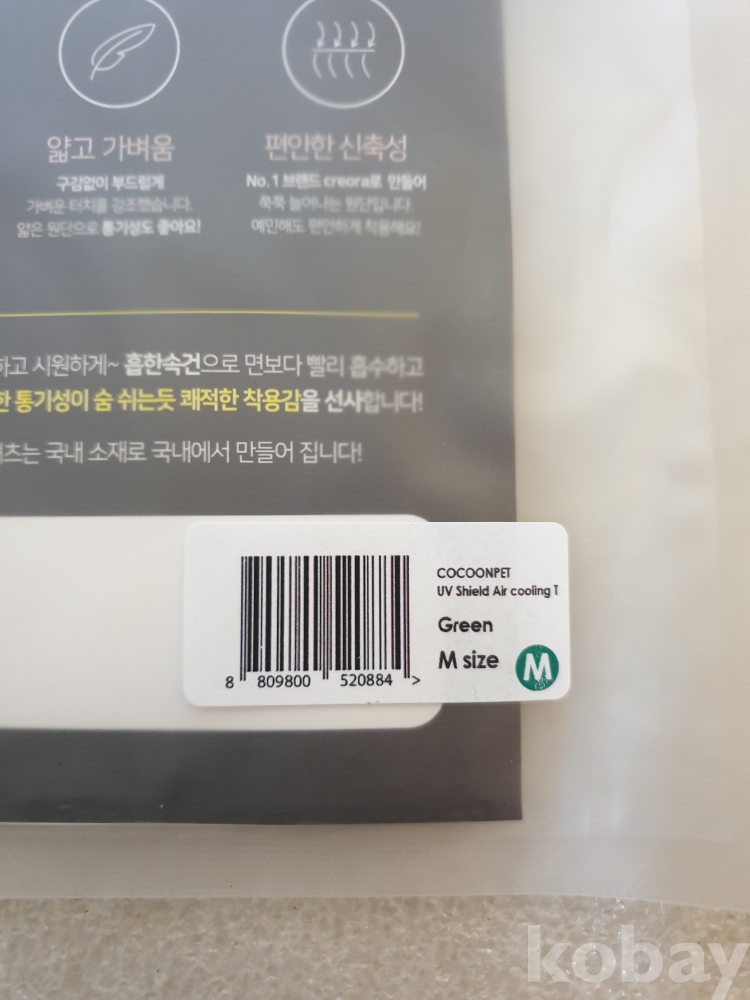 얇고 가벼움
구김없이 부드럽게
가벼운 터치를 강조했습니다.
얇은 원단으로 통기성도 좋아요!
편안한 신축성
No. 1 브랜드 creora로 만들어
쭉쭉 늘어나는 원단입니다.
예민해도 편안하게 착용해요!
하고 시원하게~ 흡한속건으로 면보다 빨리 흡수하고
한 통기성이 숨 쉬는듯 쾌적한 착용감을 선사합니다!
츠는 국내 소재로 국내에서 만들어 집니다!
COCOONPET
UV Shield Air cooling T
Green
M size M
8 809800 520884 >
kobay